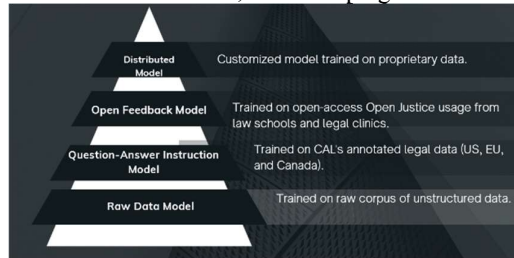 Distributed
Model
Customized model trained on proprietary data.
Open Feedback Model
Trained on open-access Open Justice usage from
law schools and legal clinics.
Question-Answer Instruction
Model
Trained on CAL's annotated legal data (US, EU,
and Canada).
Raw Data Model
Trained on raw corpus of unstructured data.